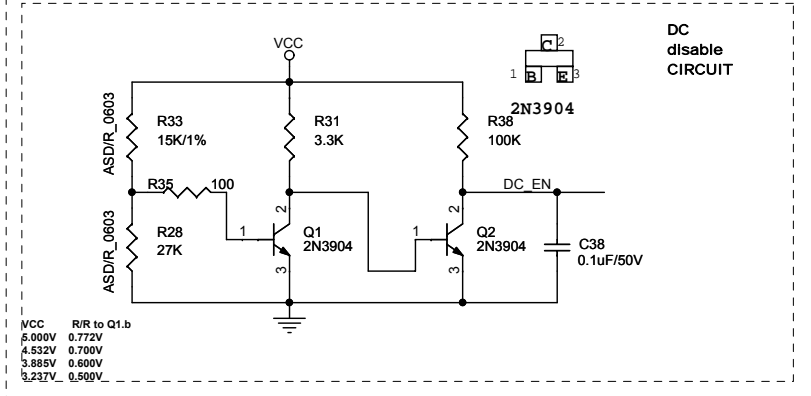 DC
disable
CIRCUIT
VCC
C 2
1 B E 3
2N3904
ASD/R_0603
R33
15K/1%
R31
3.3K
R38
100K
R35 100
DC_EN
ASD/R_0603
R28
27K
2
1
3
Q1
2N3904
2
1
3
Q2
2N3904
C38
0.1uF/50V
VCC R/R to Q1.b
5.000V 0.772V
4.532V 0.700V
3.885V 0.600V
3.237V 0.500V